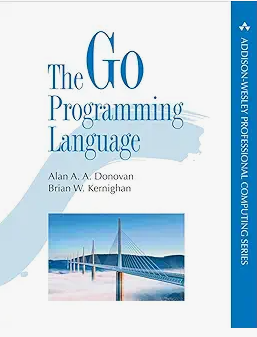 The Go
Programming
Language
Alan A. A. Donovan
Brian W. Kernighan
ADDISON-WESLEY PROFESSIONAL COMPUTING SERIES